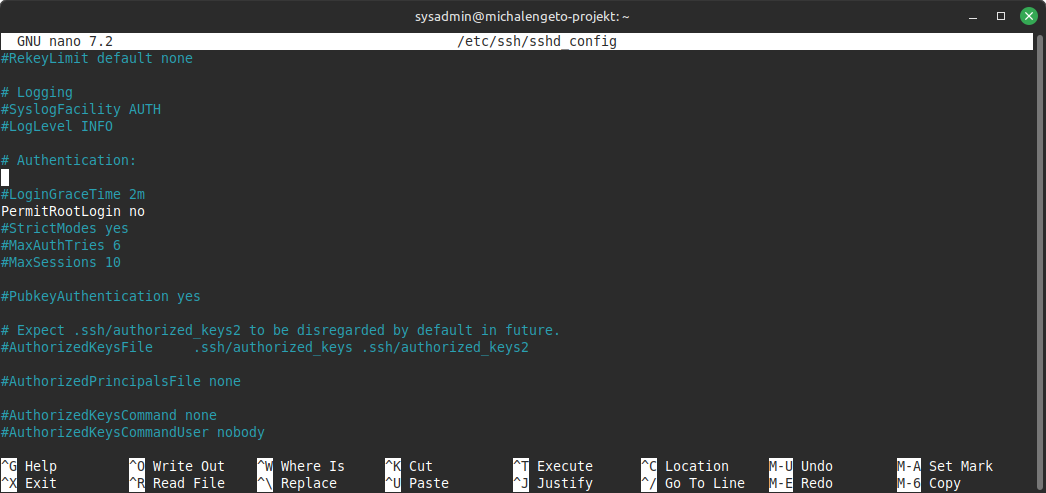 sysadmin@michalengeto-projekt: ~
GNU nano 7.2 /etc/ssh/sshd_config
#RekeyLimit default none
# Logging
#SyslogFacility AUTH
#LogLevel INFO
# Authentication:
#LoginGraceTime 2m
PermitRootLogin no
#StrictModes yes
#MaxAuthTries 6
#MaxSessions 10
#PubkeyAuthentication yes
# Expect .ssh/authorized_keys2 to be disregarded by default in future.
#AuthorizedKeysFile .ssh/authorized_keys .ssh/authorized_keys2
#AuthorizedPrincipalsFile none
#AuthorizedKeysCommand none
#AuthorizedKeysCommandUser nobody
^G Help ^O Write Out ^W Where Is ^K Cut ^T Execute ^C Location M-U Undo M-A Set Mark
^X Exit ^R Read File ^\ Replace ^U Paste ^J Justify ^/ Go To Line M-E Redo M-6 Copy